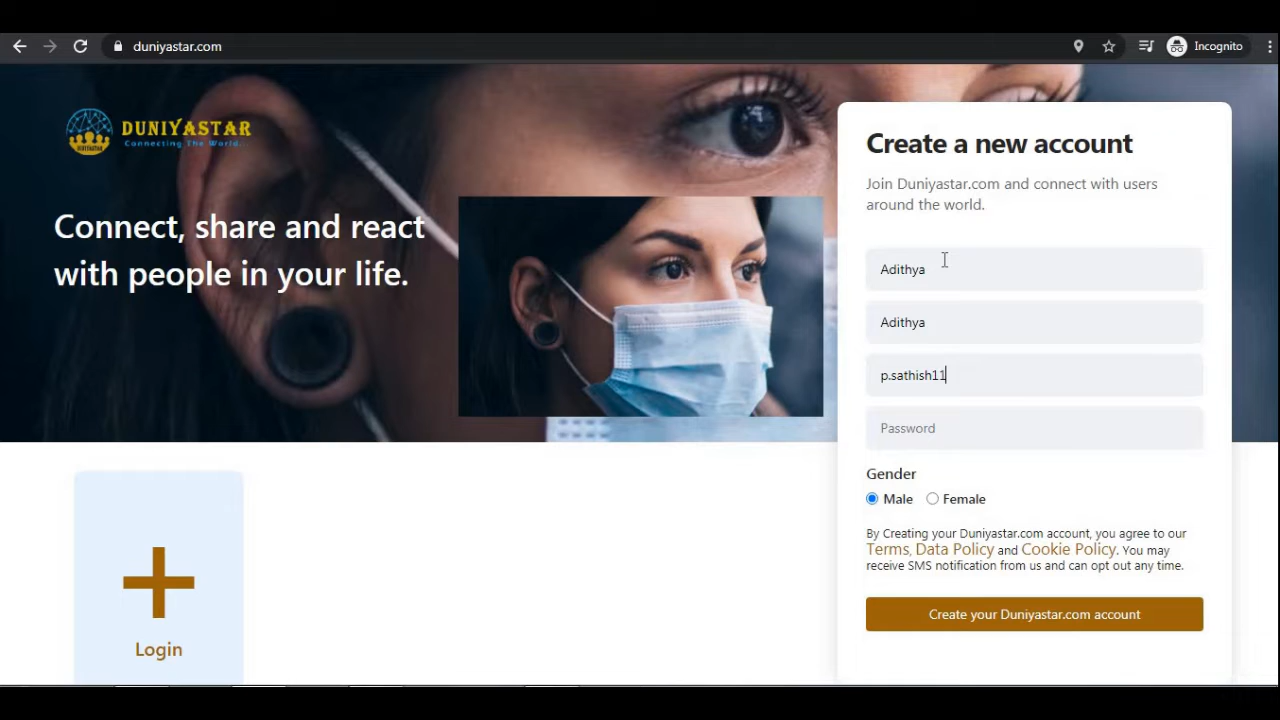 duniyastar.com
Incognito
DUNIYASTAR
Connecting The World...
DUNIYASTAR
Connect, share and react
with people in your life.
Login
Create a new account
Join Duniyastar.com and connect with users
around the world.
Adithya
Adithya
p.sathish11
Password
Gender
Male Female
By Creating your Duniyastar.com account, you agree to our
Terms, Data Policy and Cookie Policy. You may
receive SMS notification from us and can opt out any time.
Create your Duniyastar.com account